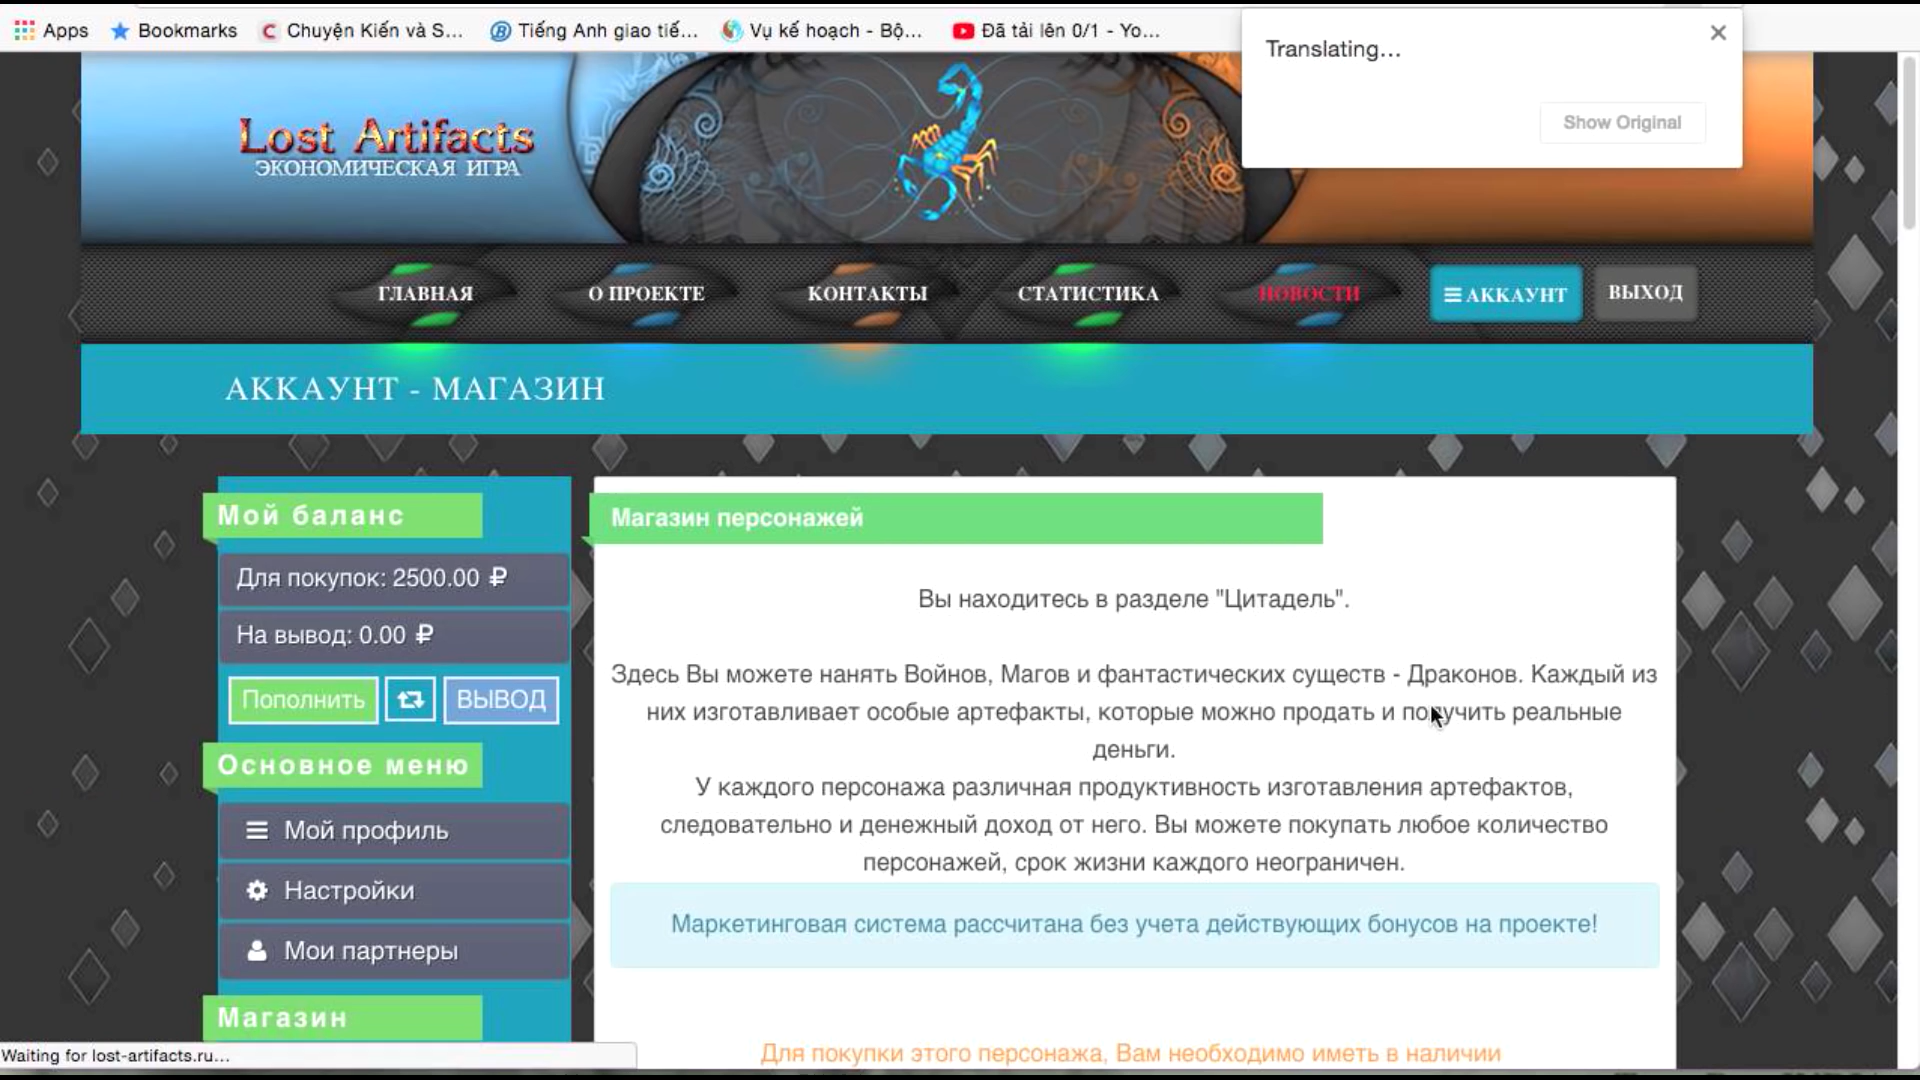 Apps
Bookmarks
Chuyện Kiến và S...
Tiếng Anh giao tiế...
Vụ kế hoạch - Bộ...
Đã tải lên 0/1 - Yo...
Translating...
Show Original
Lost Artifacts
ЭКОНОМИЧЕСКАЯ ИГРА
ГЛАВНАЯ
О ПРОЕКТЕ
КОНТАКТЫ
СТАТИСТИКА
НОВОСТИ
АККАУНТ
ВЫХОД
АККАУНТ - МАГАЗИН
Мой баланс
Для покупок: 2500.00 ₽
На вывод: 0.00 ₽
Пополнить
ВЫВОД
Основное меню
Мой профиль
Настройки
Мои партнеры
Магазин
Магазин персонажей
Вы находитесь в разделе "Цитадель".
Здесь Вы можете нанять Войнов, Магов и фантастических существ - Драконов. Каждый из
них изготавливает особые артефакты, которые можно продать и получить реальные
деньги.
У каждого персонажа различная продуктивность изготавления артефактов,
следовательно и денежный доход от него. Вы можете покупать любое количество
персонажей, срок жизни каждого неограничен.
Маркетинговая система рассчитана без учета действующих бонусов на проекте!
Для покупки этого персонажа, Вам необходимо иметь в наличии
Waiting for lost-artifacts.ru...